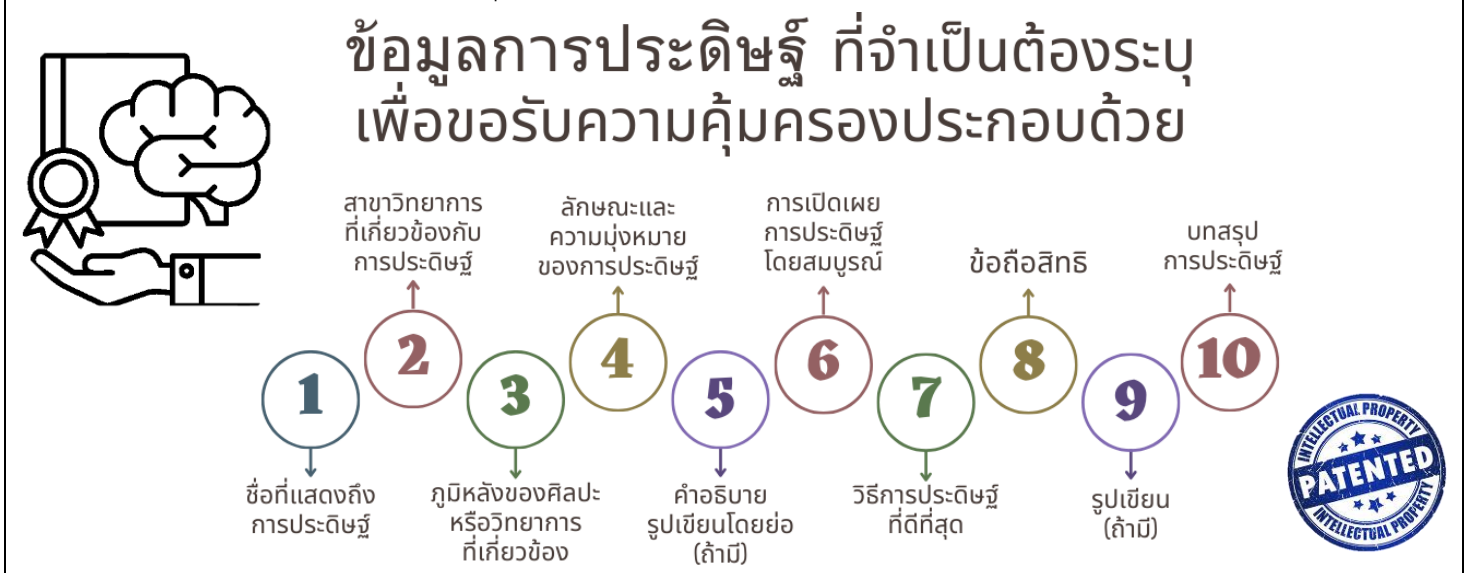 ข้อมูลการประดิษฐ์ ที่จำเป็นต้องระบุ
เพื่อขอรับความคุ้มครองประกอบด้วย
1
ชื่อที่แสดงถึง
การประดิษฐ์
สาขาวิทยาการ
ที่เกี่ยวข้องกับ
การประดิษฐ์
2
3
ภูมิหลังของศิลปะ
หรือวิทยาการ
ที่เกี่ยวข้อง
ลักษณะและ
ความมุ่งหมาย
ของการประดิษฐ์
4
5
คำอธิบาย
รูปเขียนโดยย่อ
(ถ้ามี)
การเปิดเผย
การประดิษฐ์
โดยสมบูรณ์
6
7
วิธีการประดิษฐ์
ที่ดีที่สุด
ข้อถือสิทธิ
8
9
รูปเขียน
(ถ้ามี)
บทสรุป
การประดิษฐ์
10
INTELLECTUAL PROPERTY
PATENTED
INTELLECTUAL PROPERTY